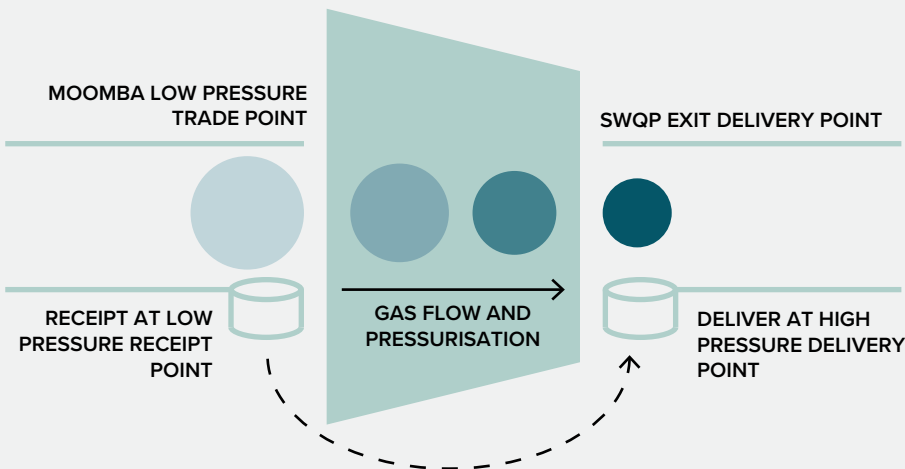 MOOMBA LOW PRESSURE
TRADE POINT
SWQP EXIT DELIVERY POINT
RECEIPT AT LOW
PRESSURE RECEIPT
POINT
GAS FLOW AND
PRESSURISATION
DELIVER AT HIGH
PRESSURE DELIVERY
POINT